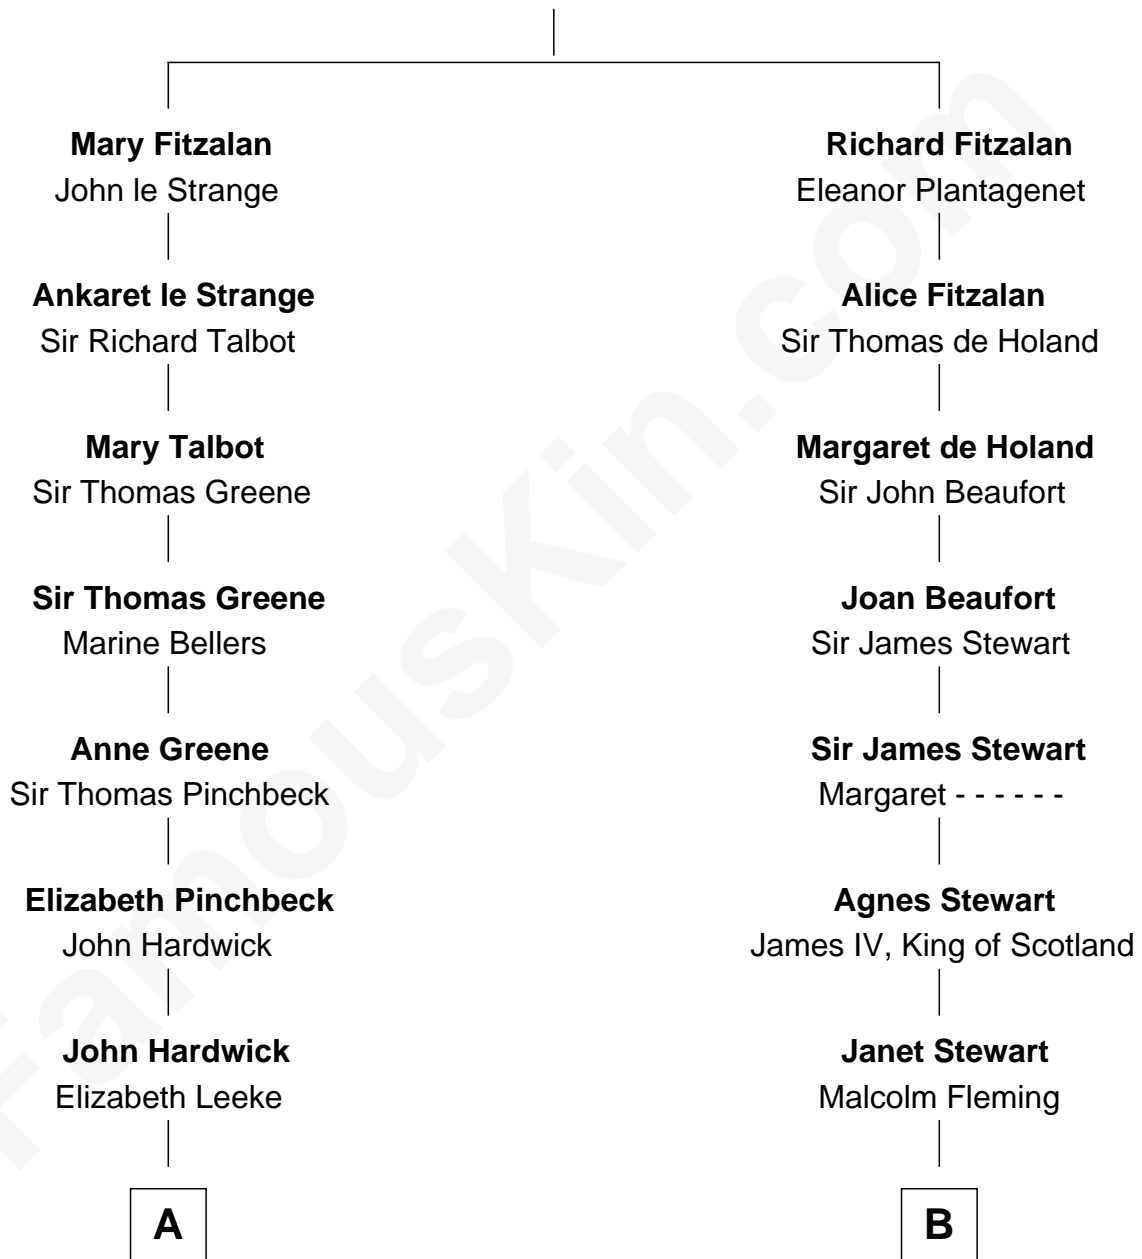 Mary Fitzalan
John le Strange
Richard Fitzalan
Eleanor Plantagenet
Ankaret le Strange
Sir Richard Talbot
Alice Fitzalan
Sir Thomas de Holand
Mary Talbot
Sir Thomas Greene
Margaret de Holand
Sir John Beaufort
Sir Thomas Greene
Marine Bellers
Joan Beaufort
Sir James Stewart
Anne Greene
Sir Thomas Pinchbeck
Sir James Stewart
Margaret - - - - - -
Elizabeth Pinchbeck
John Hardwick
Agnes Stewart
James IV, King of Scotland
John Hardwick
Elizabeth Leeke
Janet Stewart
Malcolm Fleming
A
B
FamousKin.com